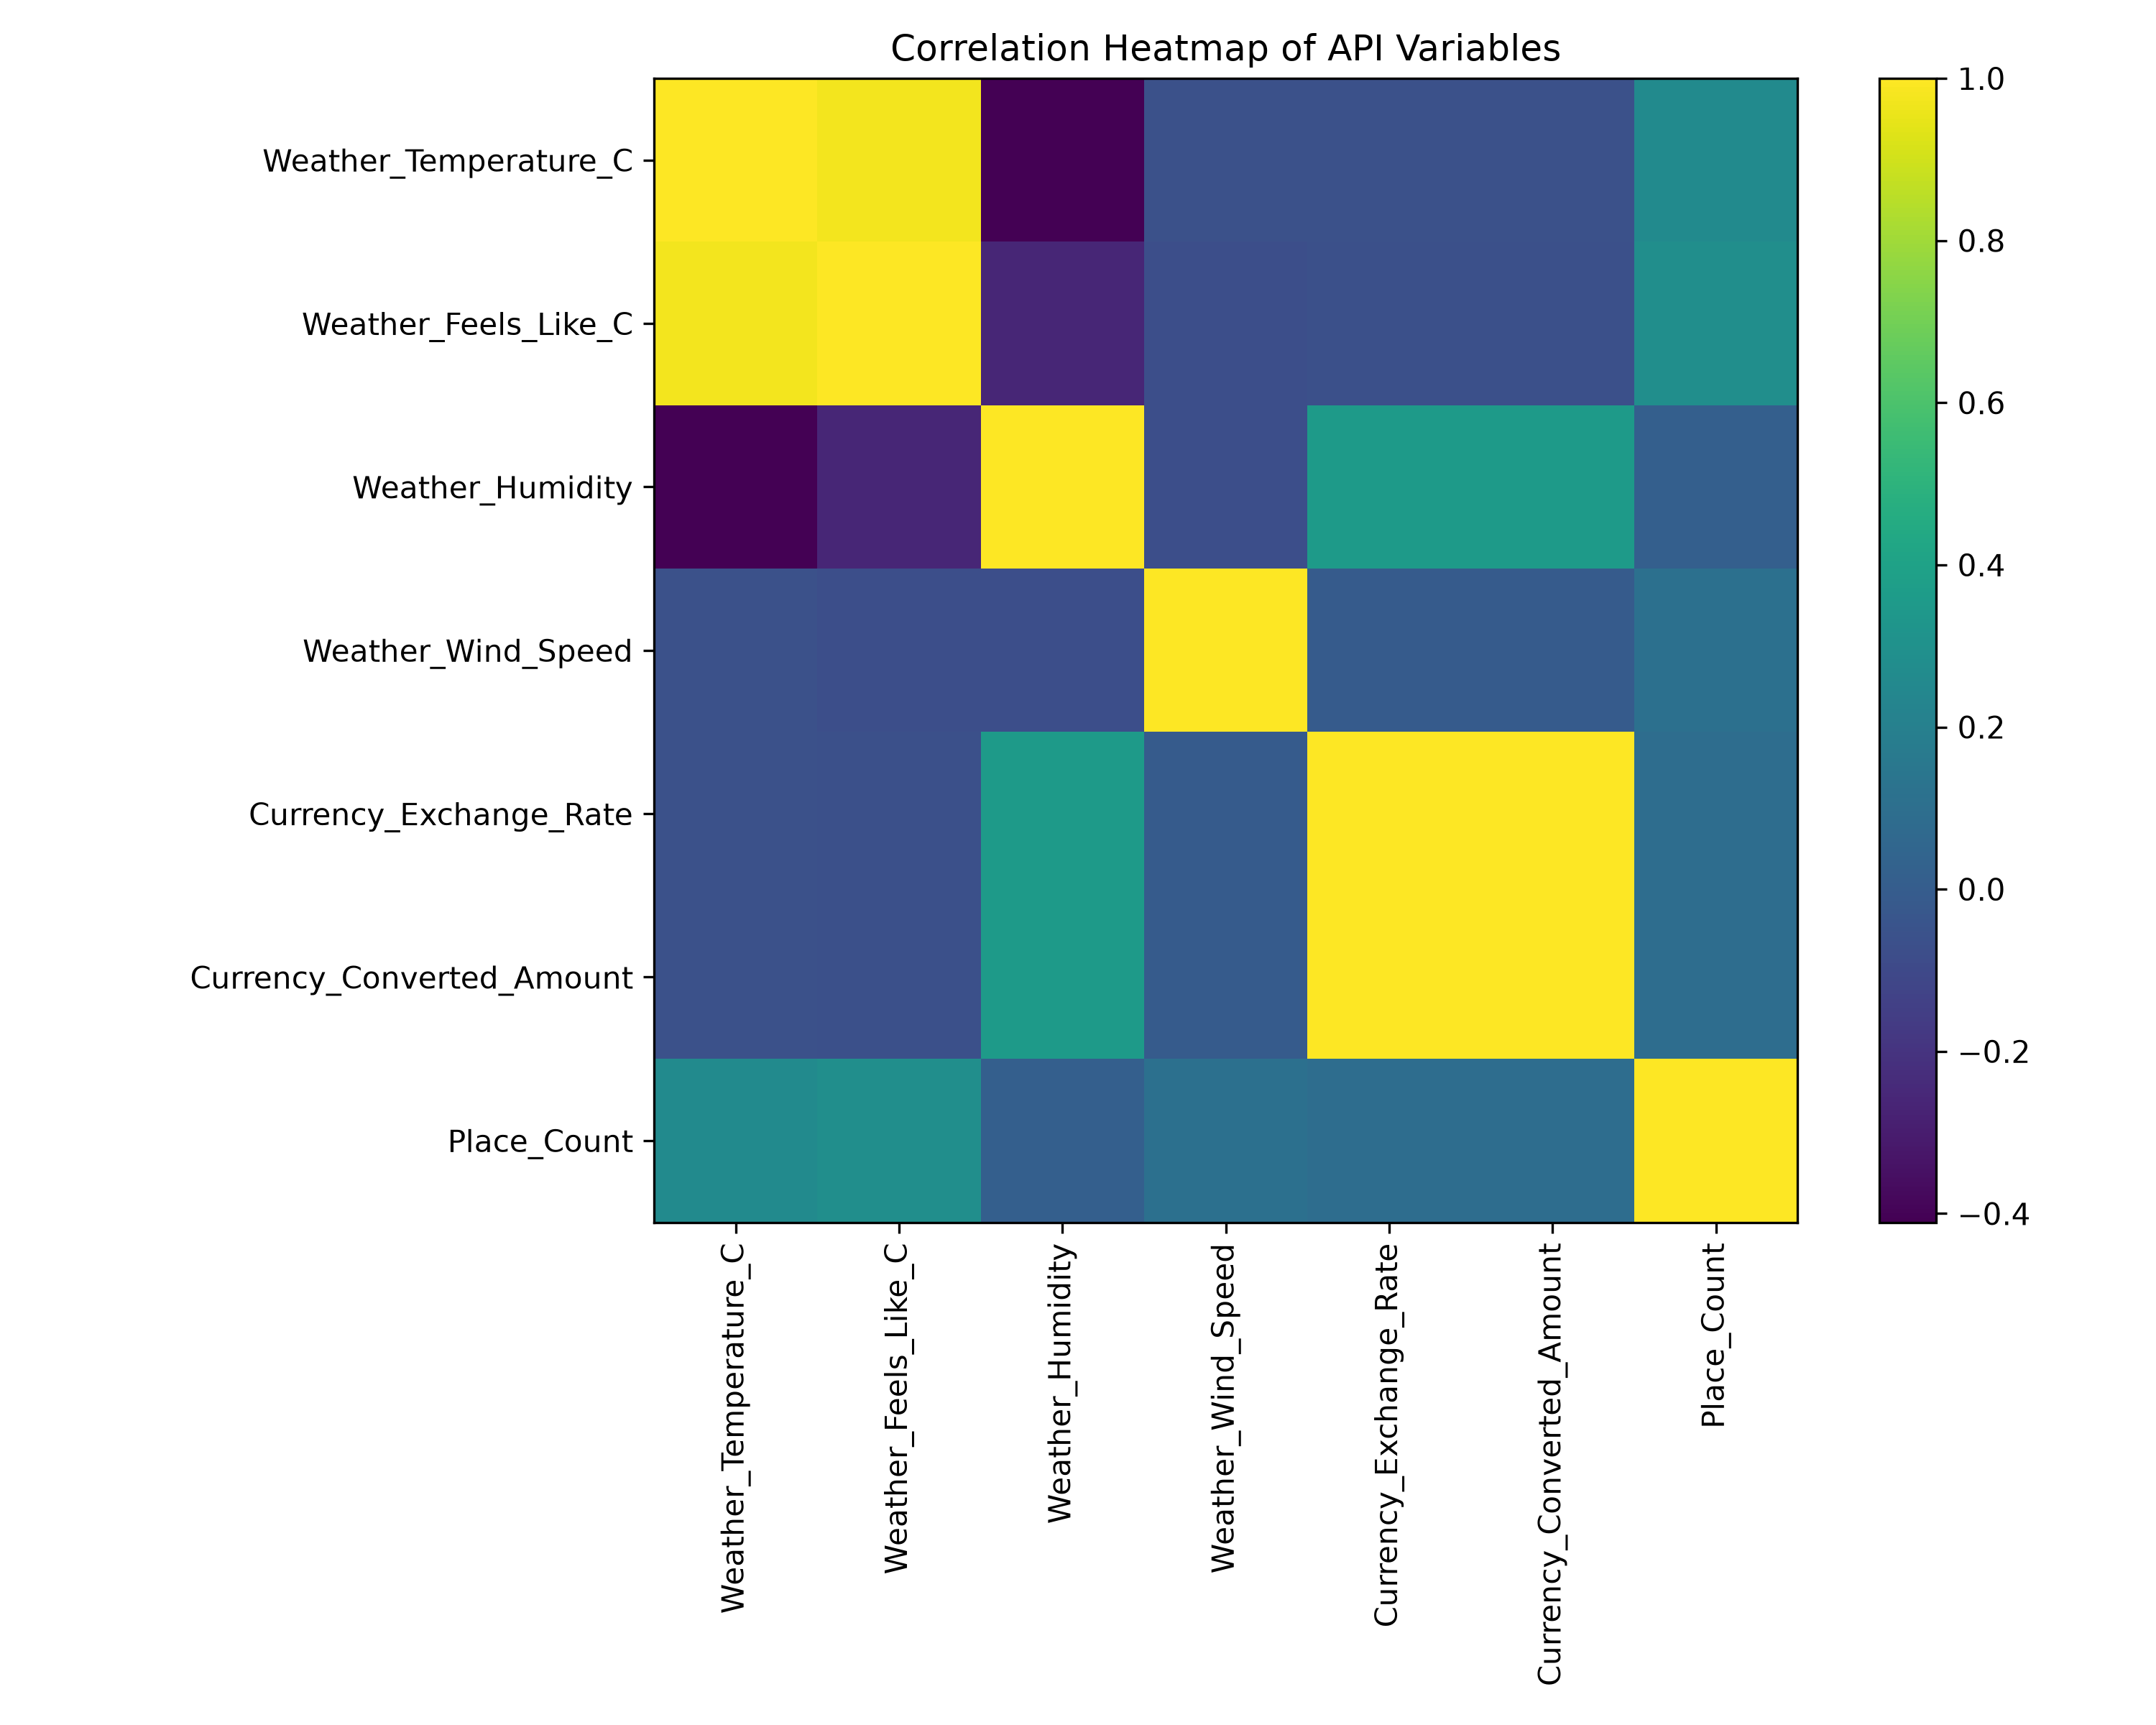 Correlation Heatmap of API Variables
Weather_Temperature_C
Weather_Feels_Like_C
Weather_Humidity
Weather_Wind_Speed
Currency_Exchange_Rate
Currency_Converted_Amount
Place_Count
Weather_Temperature_C
Weather_Feels_Like_C
Weather_Humidity
Weather_Wind_Speed
Currency_Exchange_Rate
Currency_Converted_Amount
Place_Count
1.0
0.8
0.6
0.4
0.2
0.0
−0.2
−0.4